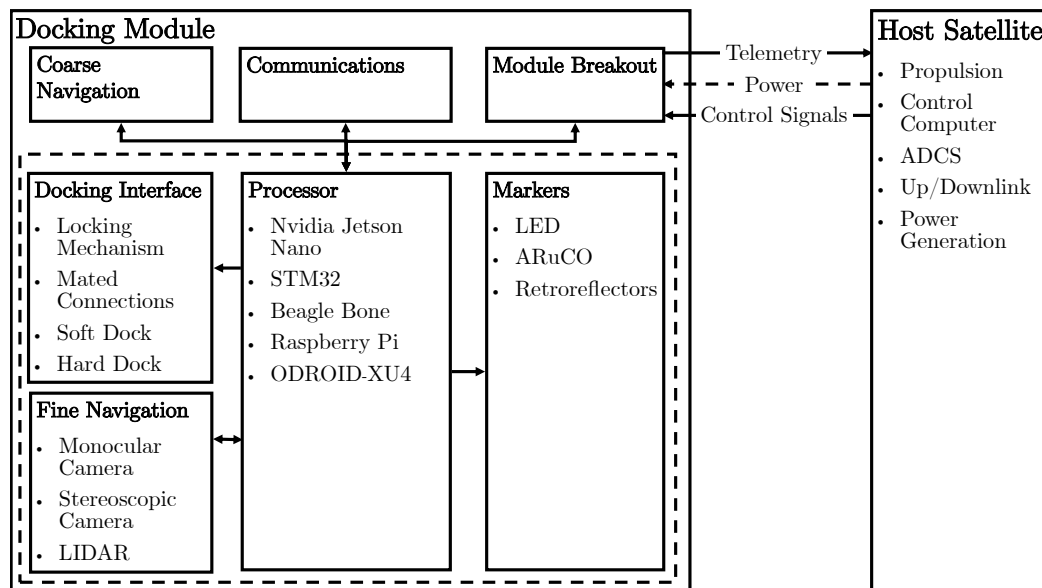 Docking Module
Coarse
Navigation
Communications
Module Breakout
Telemetry
Power
Control Signals
Host Satellite
• Propulsion
• Control
Computer
• ADCS
• Up/Downlink
• Power
Generation
Docking Interface
• Locking
Mechanism
• Mated
Connections
• Soft Dock
• Hard Dock
Processor
• Nvidia Jetson
Nano
• STM32
• Beagle Bone
• Raspberry Pi
• ODROID-XU4
Markers
• LED
• ARuCO
• Retroreflectors
Fine Navigation
• Monocular
Camera
• Stereoscopic
Camera
• LIDAR